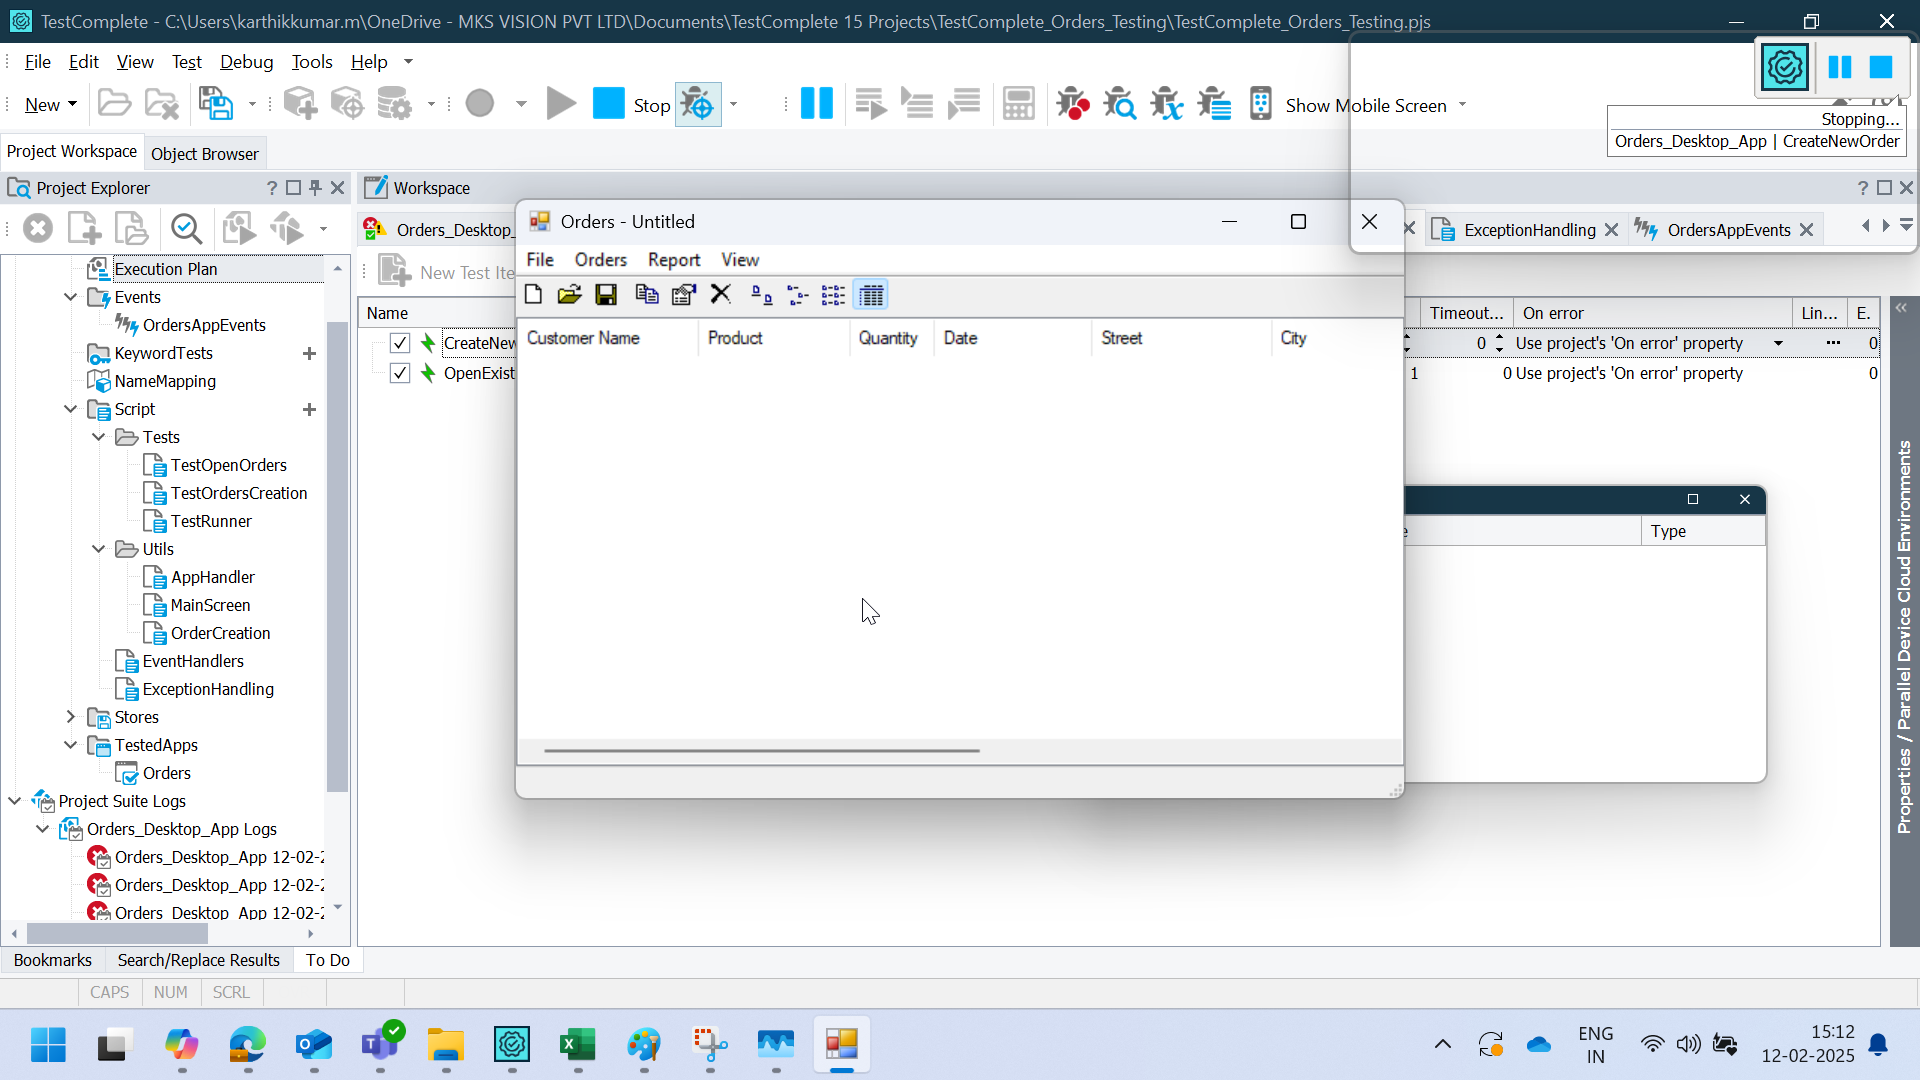 TestComplete - C:\Users\karthikkumar.m\OneDrive - MKS VISION PVT LTD\Documents\TestComplete 15 Projects\TestComplete_Orders_Testing\TestComplete_Orders_Testing.pjs
File Edit View Test Debug Tools Help
New Stop Show Mobile Screen
Stopping...
Orders_Desktop_App | CreateNewOrder
Project Workspace Object Browser
Project Explorer
Workspace
Orders_Desktop_
ExceptionHandling
OrdersAppEvents
New Test Ite
Name
Timeout... On error Lin... E.
CreateNew
0 Use project's 'On error' property ... 0
OpenExist
1 0 Use project's 'On error' property 0
Execution Plan
Events
OrdersAppEvents
KeywordTests
NameMapping
Script
Tests
TestOpenOrders
TestOrdersCreation
TestRunner
Utils
AppHandler
MainScreen
OrderCreation
EventHandlers
ExceptionHandling
Stores
TestedApps
Orders
Project Suite Logs
Orders_Desktop_App Logs
Orders_Desktop_App 12-02-2
Orders_Desktop_App 12-02-2
Orders_Desktop_App 12-02-2
Orders - Untitled
File Orders Report View
Customer Name Product Quantity Date Street City
Type
Properties / Parallel Device Cloud Environments
Bookmarks Search/Replace Results To Do
CAPS NUM SCRL
ENG
IN
15:12
12-02-2025